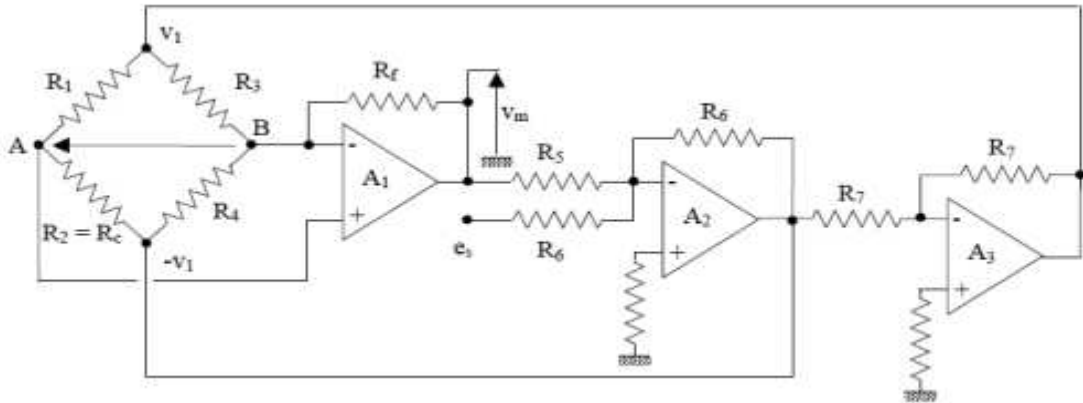 v1
R1
R3
Rf
vm
A
B
-
A1
+
R5
R6
-
A2
+
R7
R7
-
A3
+
R2 = Rc
R4
-v1
es
R6